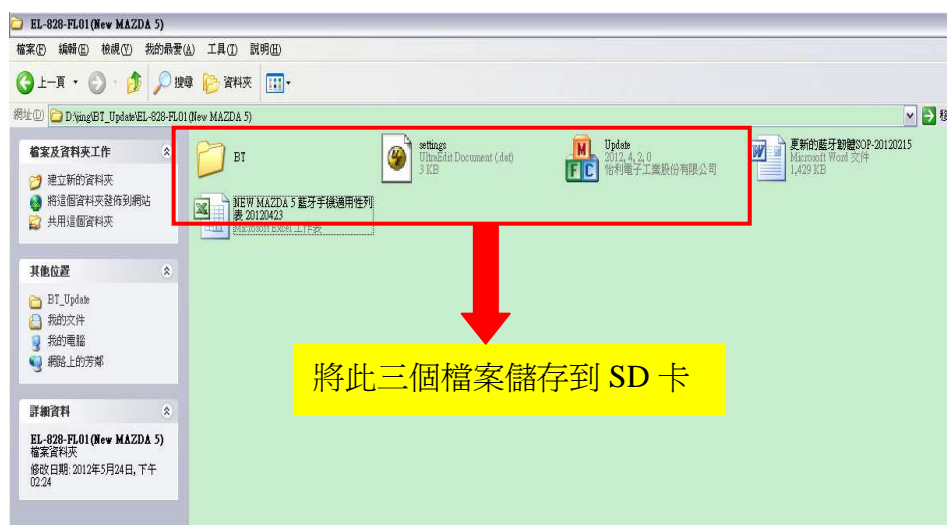 EL-828-FL01(New MAZDA 5)
檔案(F) 編輯(E) 檢視(V) 我的最愛(A) 工具(T) 說明(H)
上一頁 搜尋 資料夾
網址(D) D:\jing\BT_Update\EL-828-FL01(New MAZDA 5)
檔案及資料夾工作
建立新的資料夾
將這個資料夾發佈到網站
共用這個資料夾
其他位置
BT_Update
我的文件
我的電腦
網路上的芳鄰
詳細資料
EL-828-FL01(New MAZDA 5)
檔案資料夾
修改日期: 2012年5月24日, 下午
02:24
BT
settings
UltraEdit Document (.dat)
3 KB
Update
2012, 4, 2, 0
怡利電子工業股份有限公司
更新的藍牙韌體SOP-20120215
Microsoft Word 文件
1,429 KB
NEW MAZDA 5 藍牙手機適用性列
表 20120423
Microsoft Excel 工作表
將此三個檔案儲存到 SD 卡